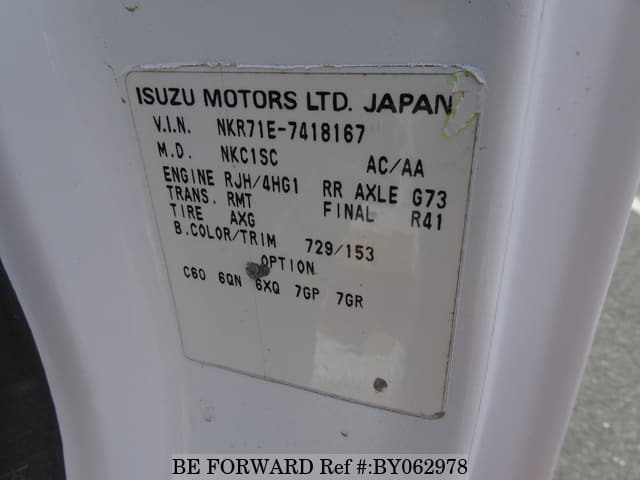 ISUZU MOTORS LTD. JAPAN
V.I.N. NKR71E-7418167
M.D. NKC1SC AC/AA
ENGINE RJH/4HG1 RR AXLE G73
TRANS. RMT FINAL R41
TIRE AXG
B.COLOR/TRIM 729/153
OPTION
C60 6QN 6XQ 7GP 7GR
BE FORWARD Ref #:BY062978